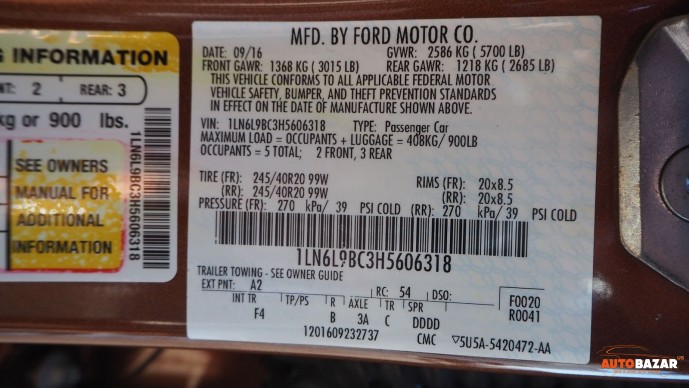 G INFORMATION
NT: 2 REAR: 3
kg or 900 lbs.
SEE OWNERS
MANUAL FOR
ADDITIONAL
INFORMATION
1LN6L9BC3H5606318
MFD. BY FORD MOTOR CO.
DATE: 09/16 GVWR: 2586 KG ( 5700 LB)
FRONT GAWR: 1368 KG ( 3015 LB) REAR GAWR: 1218 KG ( 2685 LB)
THIS VEHICLE CONFORMS TO ALL APPLICABLE FEDERAL MOTOR
VEHICLE SAFETY, BUMPER, AND THEFT PREVENTION STANDARDS
IN EFFECT ON THE DATE OF MANUFACTURE SHOWN ABOVE.
VIN: 1LN6L9BC3H5606318 TYPE: Passenger Car
MAXIMUM LOAD = OCCUPANTS + LUGGAGE = 408KG/ 900LB
OCCUPANTS = 5 TOTAL; 2 FRONT, 3 REAR
TIRE (FR): 245/40R20 99W RIMS (FR): 20x8.5
(RR): 245/40R20 99W (RR): 20x8.5
PRESSURE (FR): 270 kPa/ 39 PSI COLD (RR): 270 kPa/ 39 PSI COLD
1LN6L9BC3H5606318
TRAILER TOWING - SEE OWNER GUIDE
EXT PNT: A2 RC: 54 DSO: F0020
INT TR TP/PS R AXLE TR SPR R0041
F4 B 3A C DDDD
1201609232737 CMC ▽5U5A-5420472-AA
AUTOBAZAR US